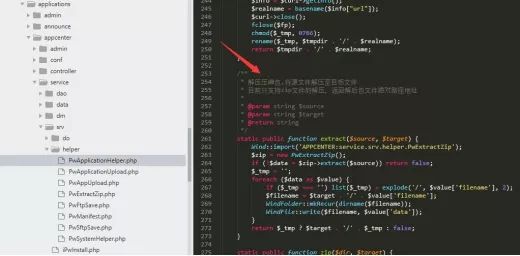 applications
admin
announce
appcenter
admin
conf
controller
service
dao
data
dm
srv
do
helper
PwApplicationHelper.php
PwApplicationUpload.php
PwAppUpload.php
PwExtractZip.php
PwFtpSave.php
PwManifest.php
PwSftpSave.php
PwSystemHelper.php
iPwInstall.php
244 $info = $curl->getInfo();
245 $realname = basename($info["url"]);
246 $curl->close();
247 fclose($fp);
248 chmod($_tmp, 0766);
249 rename($_tmp, $tmpdir . '/' . $realname);
250 return $tmpdir . '/' . $realname;
251 }
252
253 /**
254 * 解压压缩包,将源文件解压至目标文件
255 * 目前只支持zip文件的解压, 返回解后包文件绝对路径地址
256 *
257 * @param string $source
258 * @param string $target
259 * @return string
260 */
261 static public function extract($source, $target) {
262 Wind::import('APPCENTER:service.srv.helper.PwExtractZip');
263 $zip = new PwExtractZip();
264 if (!$data = $zip->extract($source)) return false;
265 $_tmp = '';
266 foreach ($data as $value) {
267 if ($_tmp === '') list($_tmp) = explode('/', $value['filename'], 2);
268 $filename = $target . '/' . $value['filename'];
269 WindFolder::mkRecur(dirname($filename));
270 WindFile::write($filename, $value['data']);
271 }
272 return $_tmp ? $target . '/' . $_tmp : false;
273 }
274
275 static public function zip($dir, $target) {